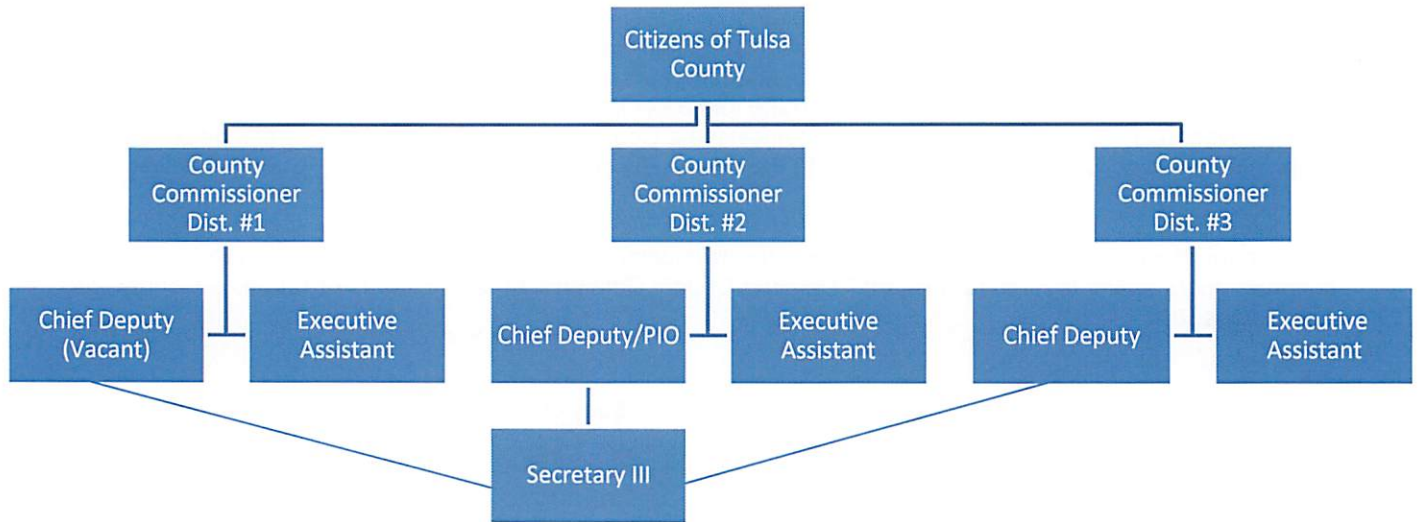 Citizens of Tulsa
County
County
Commissioner
Dist. #1
County
Commissioner
Dist. #2
County
Commissioner
Dist. #3
Chief Deputy
(Vacant)
Executive
Assistant
Chief Deputy/PIO
Executive
Assistant
Chief Deputy
Executive
Assistant
Secretary III